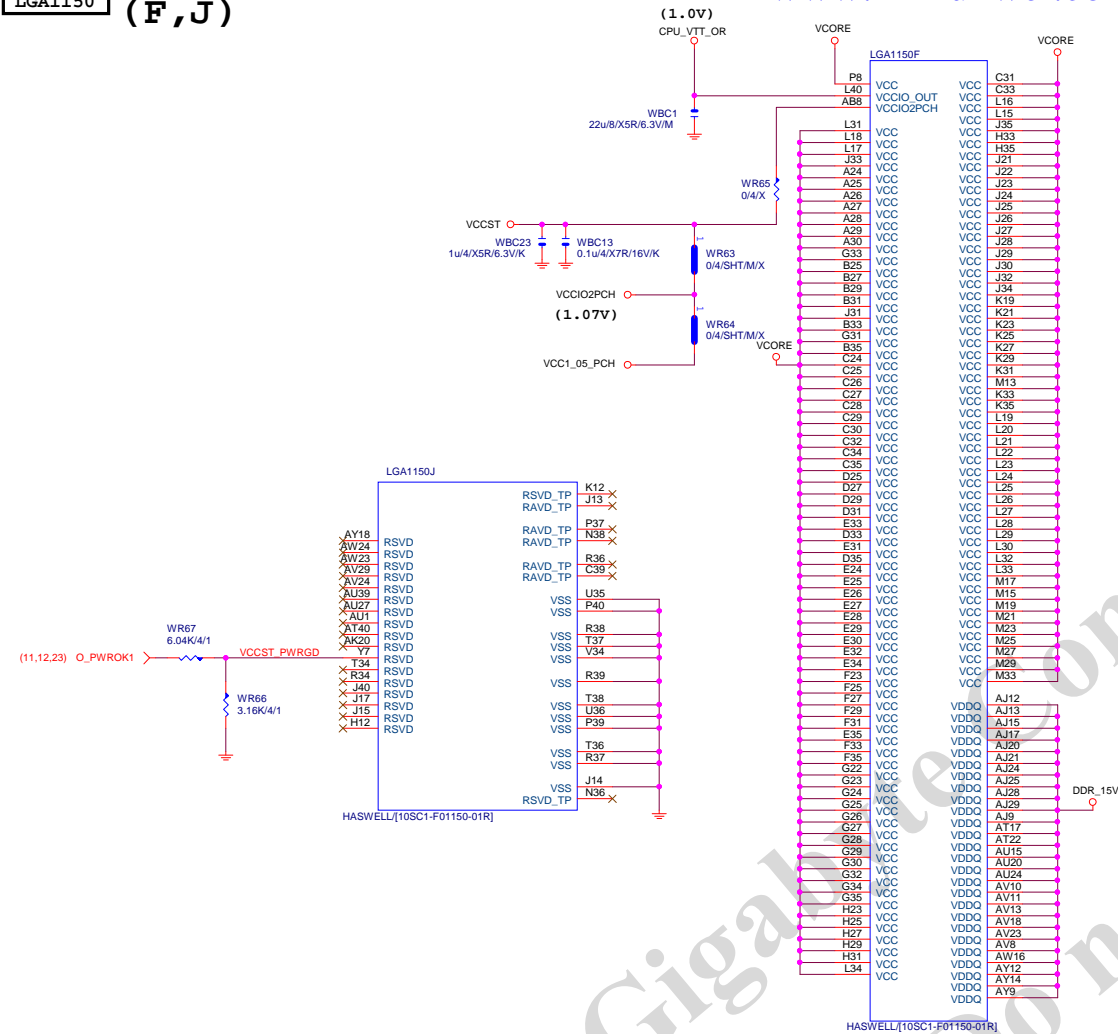 LGA1150
(F,J)
(1.0V)
CPU_VTT_OR
VCORE
VCORE
LGA1150F
WBC1
22u/8/X5R/6.3V/M
WR65
0/4/X
VCCST
WBC23
1u/4/X5R/6.3V/K
WBC13
0.1u/4/X7R/16V/K
1
WR63
0/4/SHT/M/X
VCCIO2PCH
(1.07V)
1
WR64
0/4/SHT/M/X
VCC1_05_PCH
VCORE
P8 VCC
L40 VCCIO_OUT
AB8 VCCIO2PCH
L31 VCC
L18 VCC
L17 VCC
J33 VCC
A24 VCC
A25 VCC
A26 VCC
A27 VCC
A28 VCC
A29 VCC
A30 VCC
G33 VCC
B25 VCC
B27 VCC
B29 VCC
B31 VCC
J31 VCC
B33 VCC
G31 VCC
B35 VCC
C24 VCC
C25 VCC
C26 VCC
C27 VCC
C28 VCC
C29 VCC
C30 VCC
C32 VCC
C34 VCC
C35 VCC
D25 VCC
D27 VCC
D29 VCC
D31 VCC
E33 VCC
D33 VCC
E31 VCC
D35 VCC
E24 VCC
E25 VCC
E26 VCC
E27 VCC
E28 VCC
E29 VCC
E30 VCC
E32 VCC
E34 VCC
F23 VCC
F25 VCC
F27 VCC
F29 VCC
F31 VCC
E35 VCC
F33 VCC
F35 VCC
G22 VCC
G23 VCC
G24 VCC
G25 VCC
G26 VCC
G27 VCC
G28 VCC
G29 VCC
G30 VCC
G32 VCC
G34 VCC
G35 VCC
H23 VCC
H25 VCC
H27 VCC
H29 VCC
H31 VCC
L34 VCC
VCC C31
VCC C33
VCC L16
VCC L15
VCC J35
VCC H33
VCC H35
VCC J21
VCC J22
VCC J23
VCC J24
VCC J25
VCC J26
VCC J27
VCC J28
VCC J29
VCC J30
VCC J32
VCC J34
VCC K19
VCC K21
VCC K23
VCC K25
VCC K27
VCC K29
VCC K31
VCC M13
VCC K33
VCC K35
VCC L19
VCC L20
VCC L21
VCC L22
VCC L23
VCC L24
VCC L25
VCC L26
VCC L27
VCC L28
VCC L29
VCC L30
VCC L32
VCC L33
VCC M17
VCC M15
VCC M19
VCC M21
VCC M23
VCC M25
VCC M27
VCC M29
VCC M33
VDDQ AJ12
VDDQ AJ13
VDDQ AJ15
VDDQ AJ17
VDDQ AJ20
VDDQ AJ21
VDDQ AJ24
VDDQ AJ25
VDDQ AJ28
VDDQ AJ29
VDDQ AJ9
VDDQ AT17
VDDQ AT22
VDDQ AU15
VDDQ AU20
VDDQ AU24
VDDQ AV10
VDDQ AV11
VDDQ AV13
VDDQ AV18
VDDQ AV23
VDDQ AV8
VDDQ AW16
VDDQ AY12
VDDQ AY14
VDDQ AY9
DDR_15V
HASWELL/[10SC1-F01150-01R]
LGA1150J
AY18 RSVD
AW24 RSVD
AW23 RSVD
AV29 RSVD
AV24 RSVD
AU39 RSVD
AU27 RSVD
AU1 RSVD
AT40 RSVD
AK20 RSVD
Y7 RSVD
T34 RSVD
R34 RSVD
J40 RSVD
J17 RSVD
J15 RSVD
H12 RSVD
RSVD_TP K12
RAVD_TP J13
RAVD_TP P37
RAVD_TP N38
RAVD_TP R36
RAVD_TP C39
VSS U35
VSS P40
VSS R38
VSS T37
VSS V34
VSS R39
VSS T38
VSS U36
VSS P39
VSS T36
VSS R37
VSS J14
RSVD_TP N36
HASWELL/[10SC1-F01150-01R]
(11,12,23) O_PWROK1
WR67
6.04K/4/1
VCCST_PWRGD
WR66
3.16K/4/1
Gigabyte Con
Do n